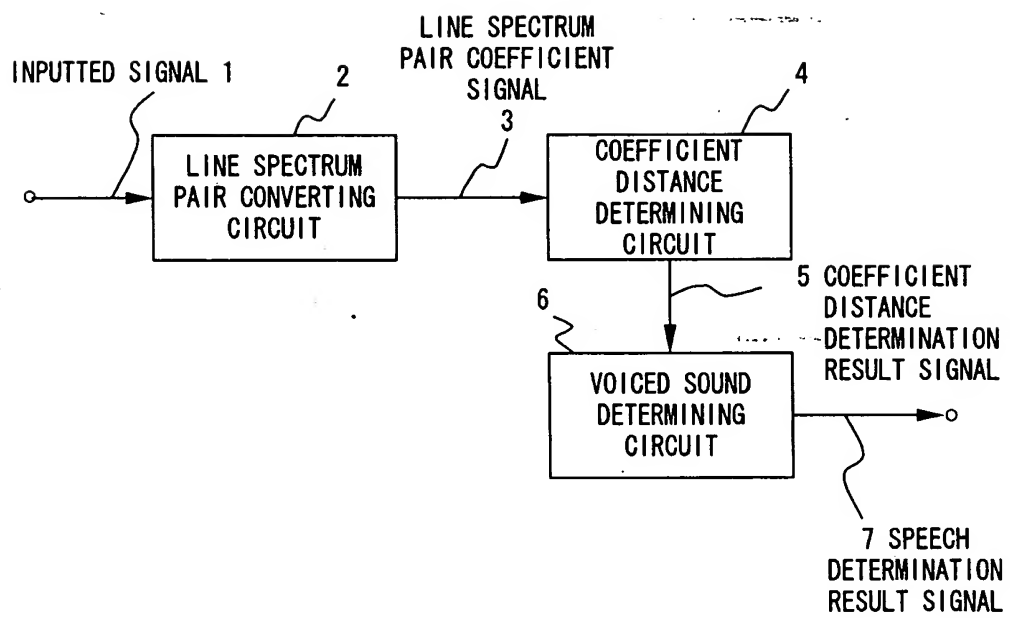 INPUTTED SIGNAL 1
2
LINE SPECTRUM
PAIR CONVERTING
CIRCUIT
LINE SPECTRUM
PAIR COEFFICIENT
SIGNAL
3
4
COEFFICIENT
DISTANCE
DETERMINING
CIRCUIT
5 COEFFICIENT
DISTANCE
DETERMINATION
RESULT SIGNAL
6
VOICED SOUND
DETERMINING
CIRCUIT
7 SPEECH
DETERMINATION
RESULT SIGNAL